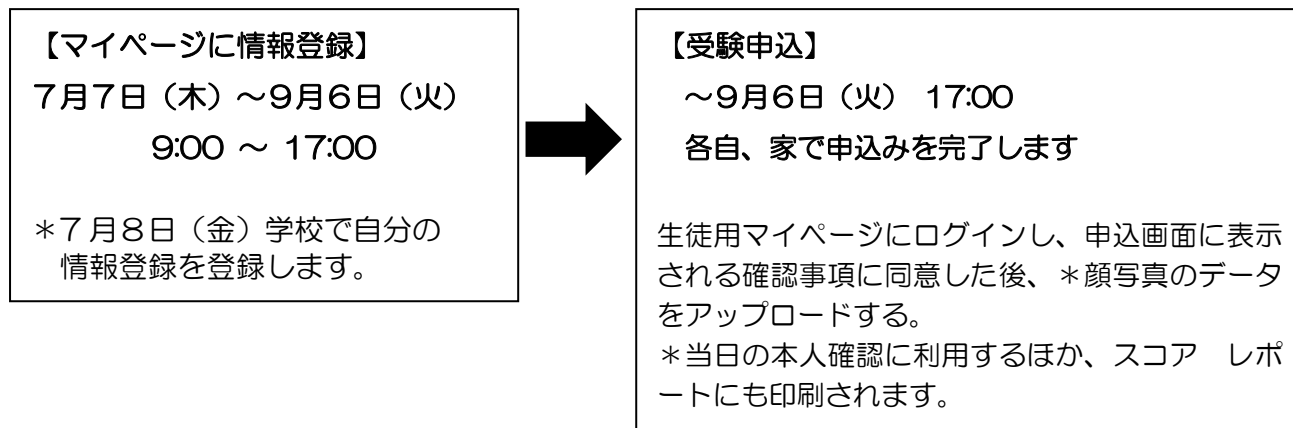 【マイページに情報登録】
７月７日（木）～９月６日（火）
9:00 ～ 17:00
＊７月８日（金）学校で自分の
情報登録を登録します。
【受験申込】
～９月６日（火） 17:00
各自、家で申込みを完了します
生徒用マイページにログインし、申込画面に表示
される確認事項に同意した後、＊顔写真のデータ
をアップロードする。
＊当日の本人確認に利用するほか、スコア　レポ
ートにも印刷されます。